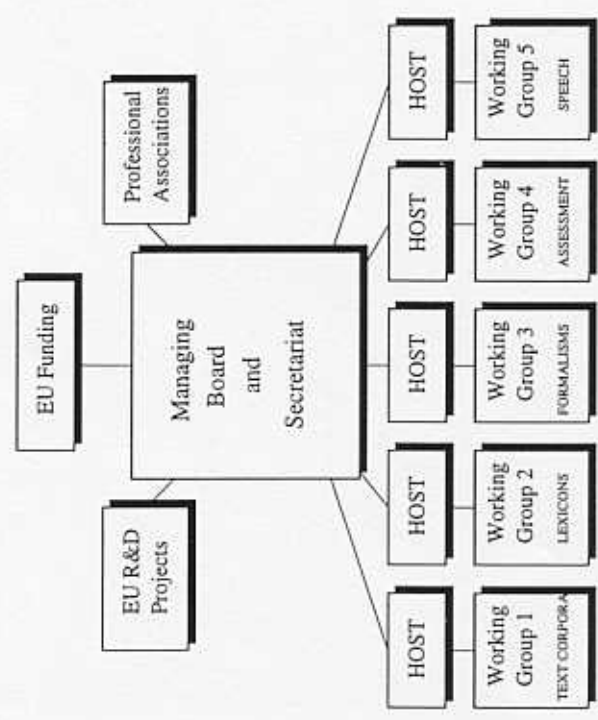 EU Funding
EU R&D
Projects
Professional
Associations
Managing
Board
and
Secretariat
HOST
HOST
HOST
HOST
HOST
Working
Group 1
TEXT CORPORA
Working
Group 2
LEXICONS
Working
Group 3
FORMALISMS
Working
Group 4
ASSESSMENT
Working
Group 5
SPEECH